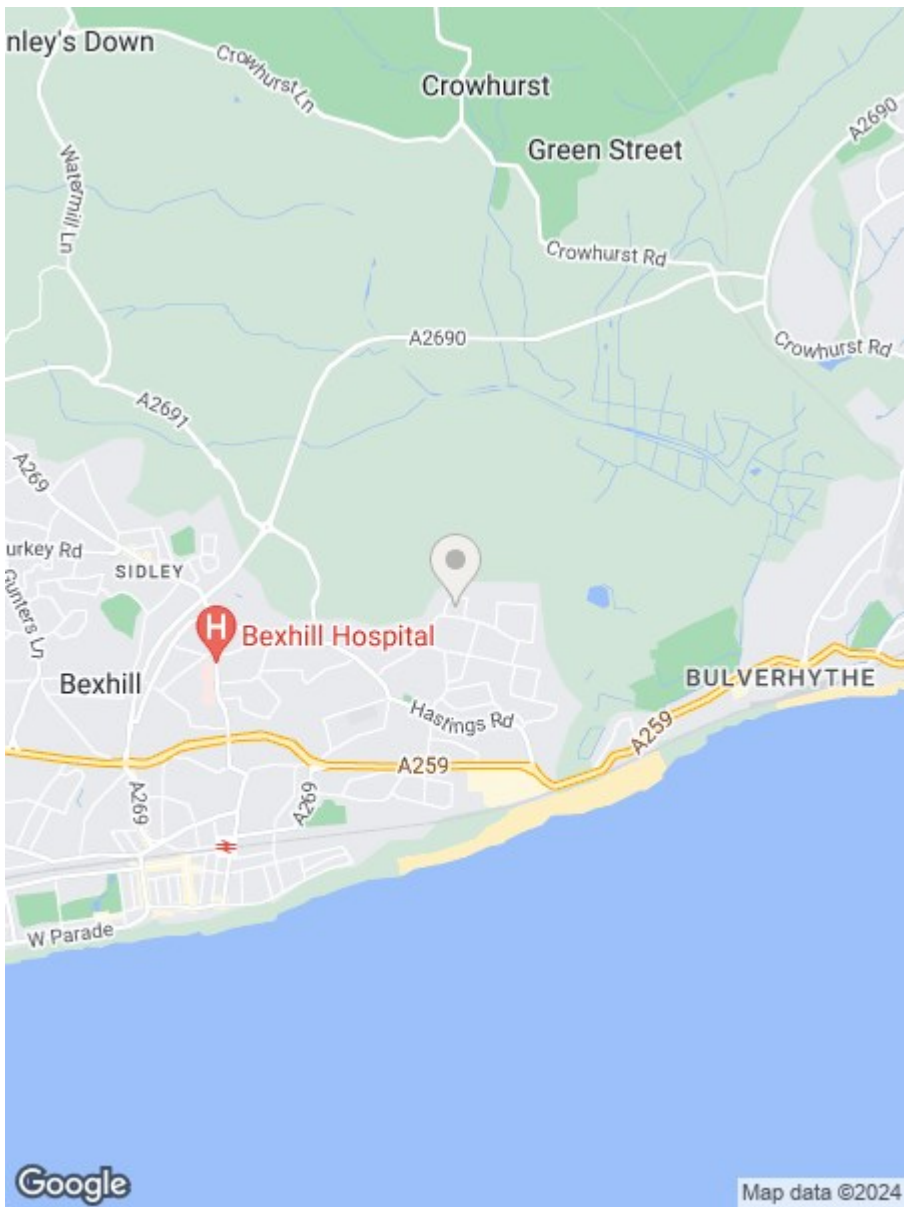 nley's Down
Crowhurst Ln
Crowhurst
A2690
Green Street
Watermill Ln
Crowhurst Rd
A2690
Crowhurst Rd
A2691
A269
urkey Rd
SIDLEY
Gunters Ln
H Bexhill Hospital
Bexhill
BULVERHYTHE
Hastings Rd
A259
A259
A269
A269
W Parade
Google
Map data ©2024